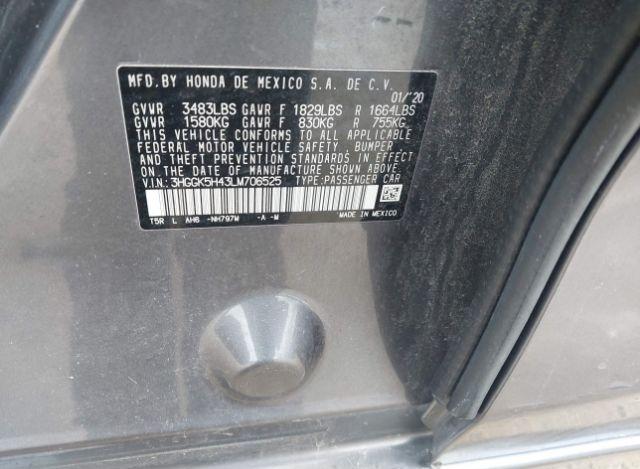 MFD.BY HONDA DE MEXICO S.A. DE C.V.
01/'20
GVWR 3483LBS GAWR F 1829LBS R 1664LBS
GVWR 1580KG GAWR F 830KG R 755KG
THIS VEHICLE CONFORMS TO ALL APPLICABLE
FEDERAL MOTOR VEHICLE SAFETY, BUMPER
AND THEFT PREVENTION STANDARDS IN EFFECT
ON THE DATE OF MANUFACTURE SHOWN ABOVE.
V.I.N.: 3HGGK5H43LM706525 TYPE:PASSENGER CAR
T5R L AH6 -NH797M -A -M
MADE IN MEXICO